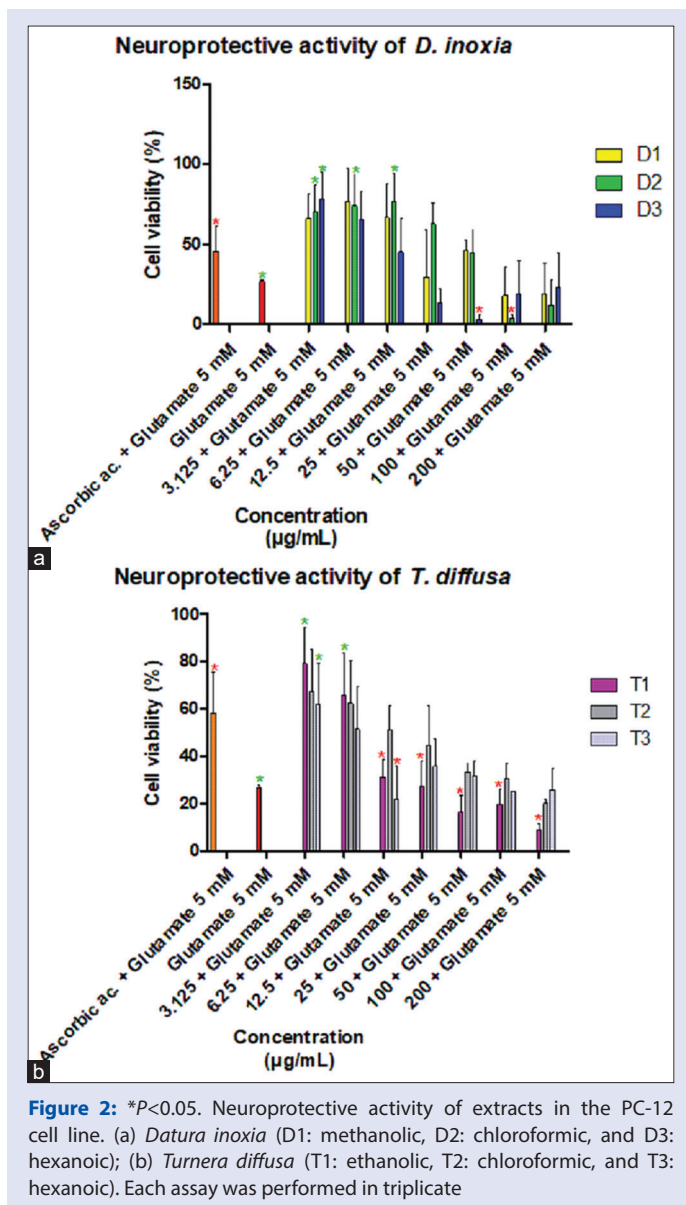 Neuroprotective activity of D. inoxia
150
100
50
0
Cell viability (%)
*
*
*
*
*
*
*
*
D1
D2
D3
Ascorbic ac. + Glutamate 5 mM
Glutamate 5 mM
3.125 + Glutamate 5 mM
6.25 + Glutamate 5 mM
12.5 + Glutamate 5 mM
25 + Glutamate 5 mM
50 + Glutamate 5 mM
100 + Glutamate 5 mM
200 + Glutamate 5 mM
Concentration
(µg/mL)
a
Neuroprotective activity of T. diffusa
100
80
60
40
20
0
Cell viability (%)
*
*
*
*
*
*
*
*
*
*
*
T1
T2
T3
Ascorbic ac. + Glutamate 5 mM
Glutamate 5 mM
3.125 + Glutamate 5 mM
6.25 + Glutamate 5 mM
12.5 + Glutamate 5 mM
25 + Glutamate 5 mM
50 + Glutamate 5 mM
100 + Glutamate 5 mM
200 + Glutamate 5 mM
Concentration
(µg/mL)
b
Figure 2: *P<0.05. Neuroprotective activity of extracts in the PC-12
cell line. (a) Datura inoxia (D1: methanolic, D2: chloroformic, and D3:
hexanoic); (b) Turnera diffusa (T1: ethanolic, T2: chloroformic, and T3:
hexanoic). Each assay was performed in triplicate